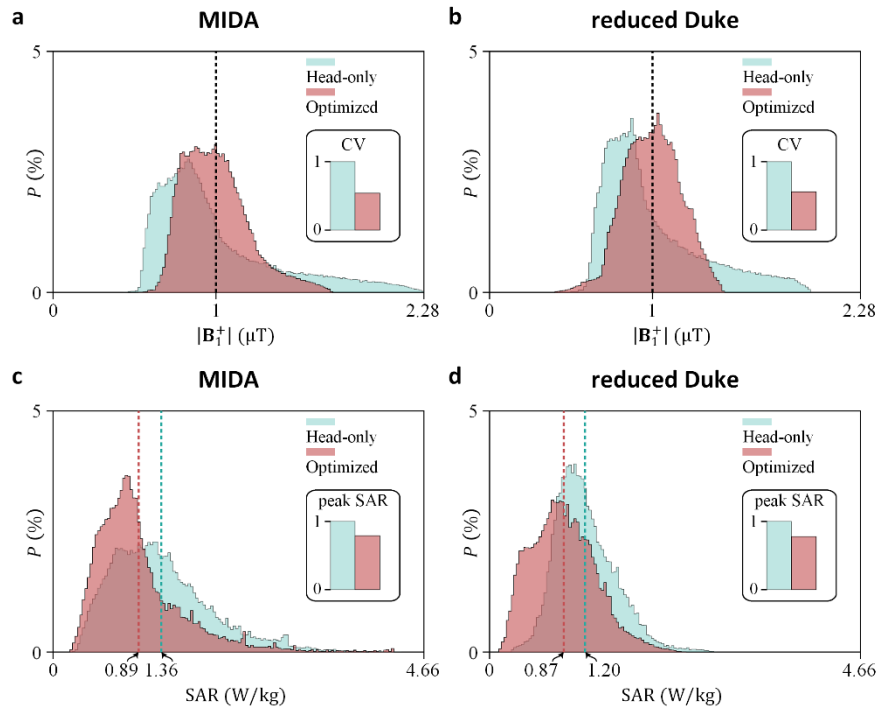 a MIDA
5
Head-only
Optimized
CV
1
0
P (%)
0
0 1 2.28
|B₁⁺| (μT)
b reduced Duke
5
Head-only
Optimized
CV
1
0
P (%)
0
0 1 2.28
|B₁⁺| (μT)
c MIDA
5
Head-only
Optimized
peak SAR
1
0
P (%)
0
0 0.89 1.36 4.66
SAR (W/kg)
d reduced Duke
5
Head-only
Optimized
peak SAR
1
0
P (%)
0
0 0.87 1.20 4.66
SAR (W/kg)